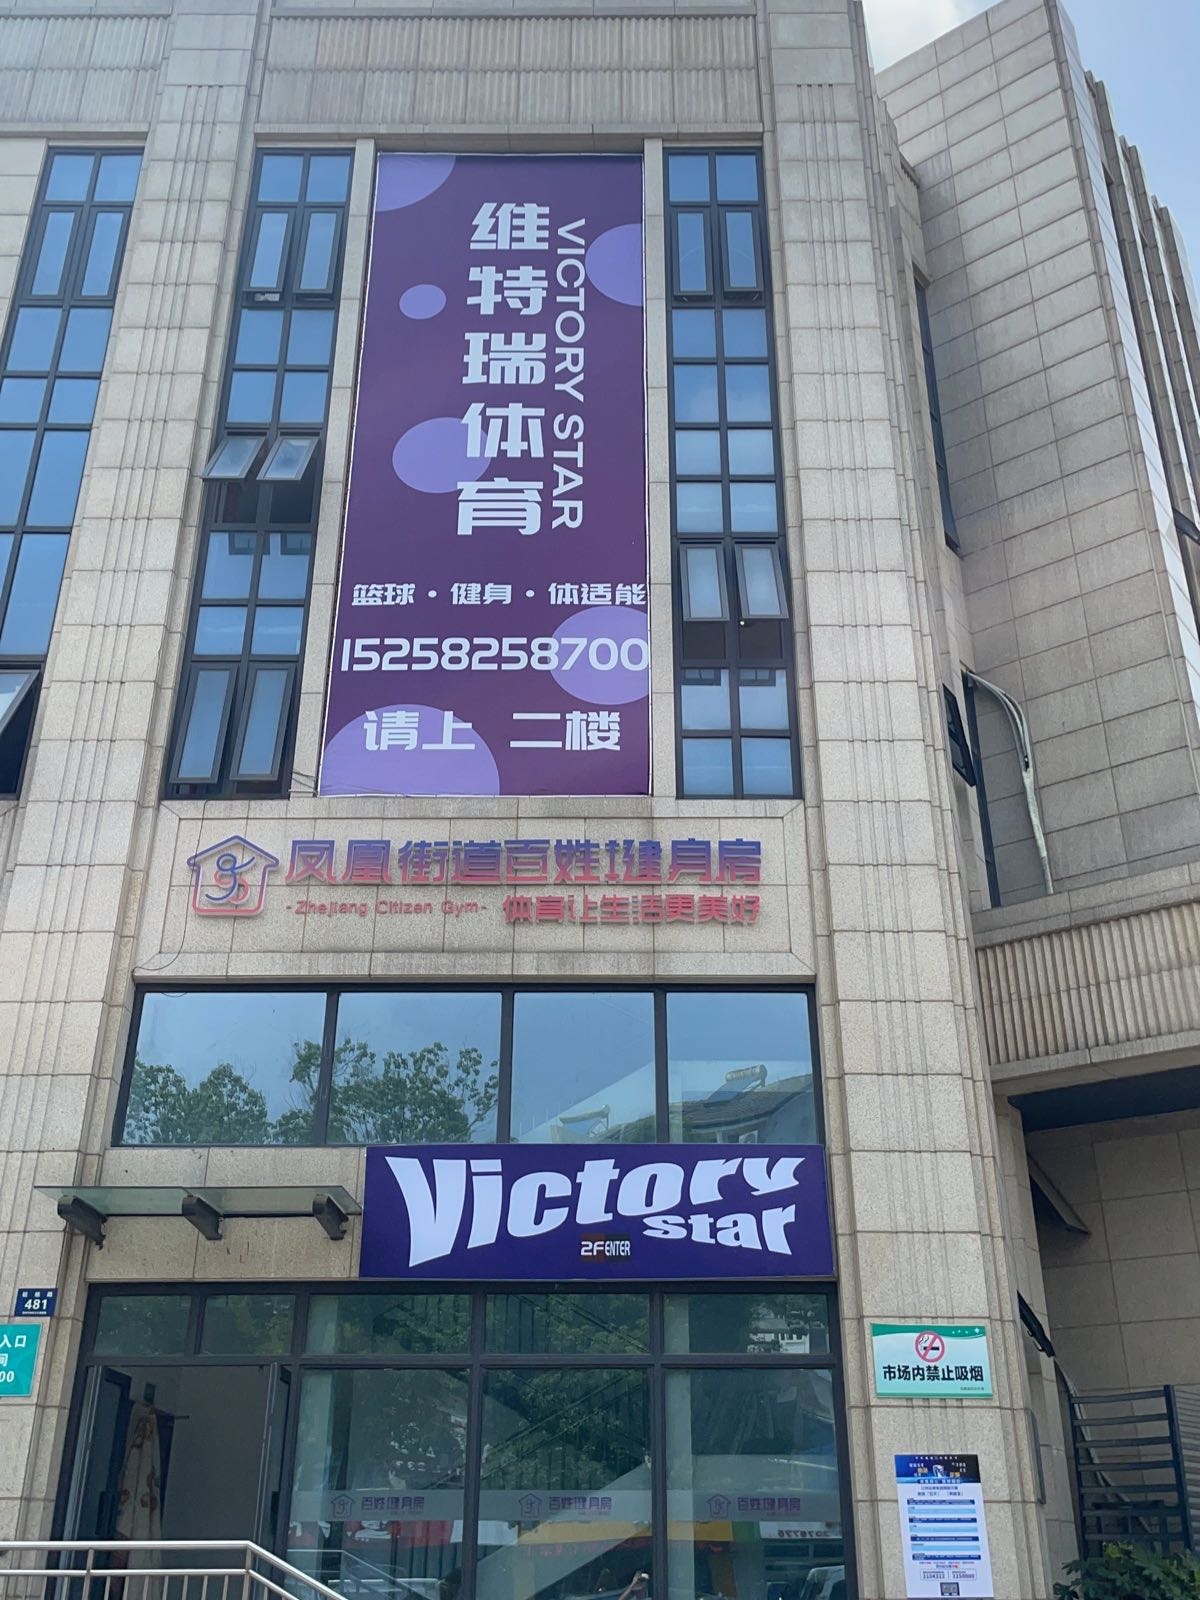 维特瑞体育
VICTORY STAR
篮球·健身·体适能
15258258700
请上 二楼
凤凰街道百姓健身房
-Zhejiang Citizen Gym- 体育让生活更美好
Victory
star
2F ENTER
481
入口
市场内禁止吸烟
百姓健身房
百姓健身房
百姓健身房